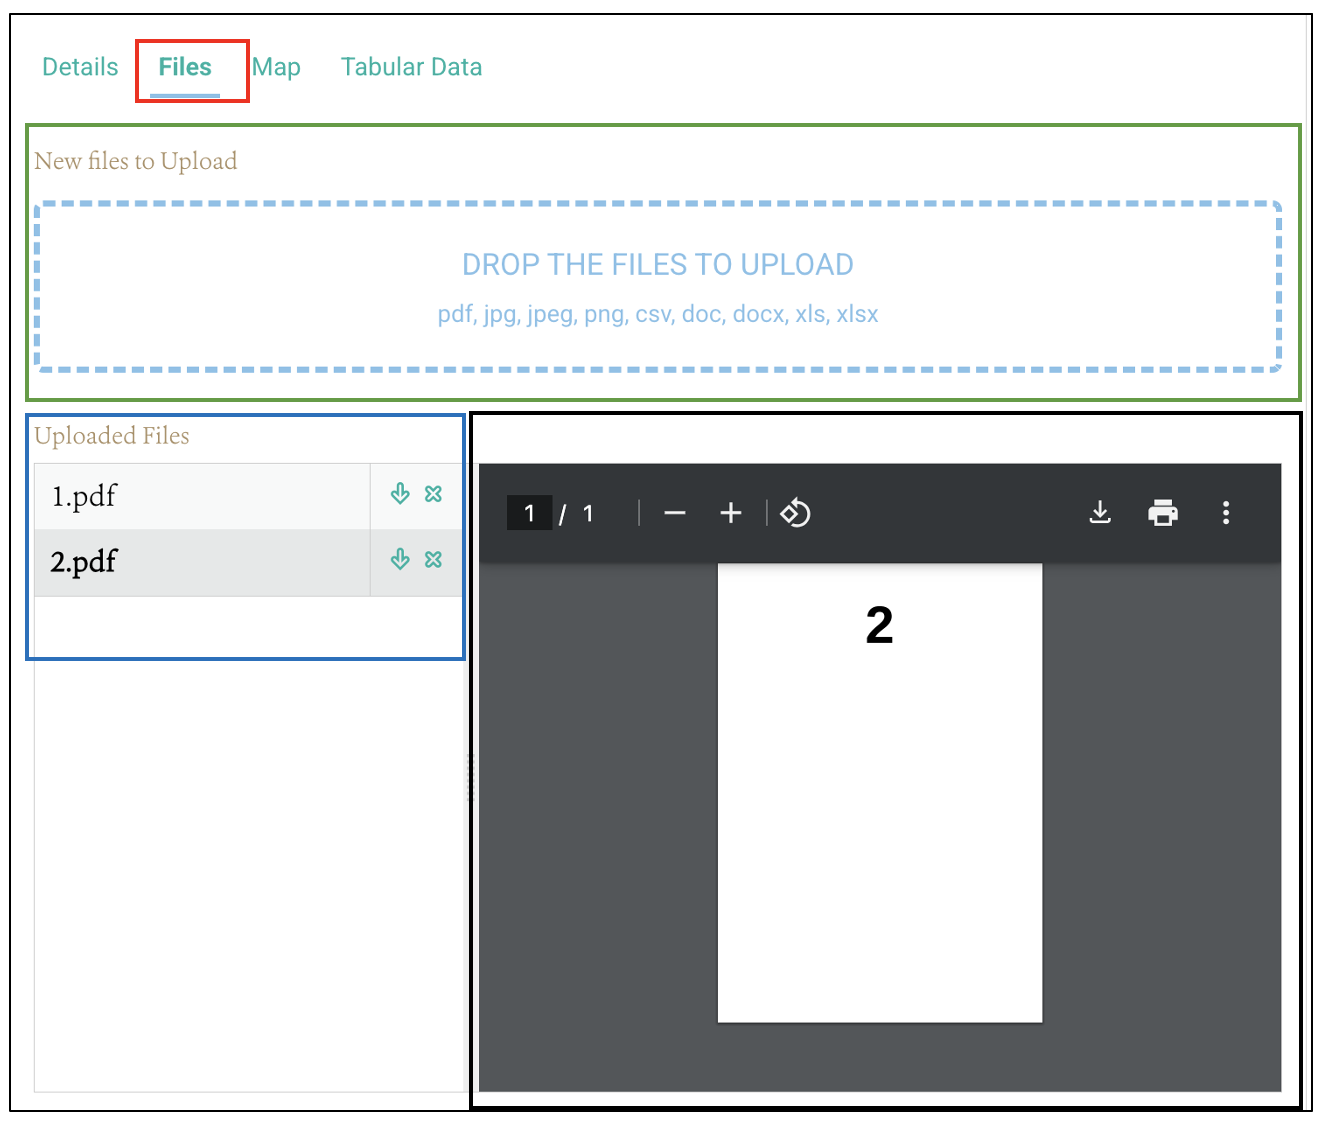 Details Files Map Tabular Data
New files to Upload
DROP THE FILES TO UPLOAD
pdf, jpg, jpeg, png, csv, doc, docx, xls, xlsx
Uploaded Files
1.pdf
2.pdf
1 / 1
2